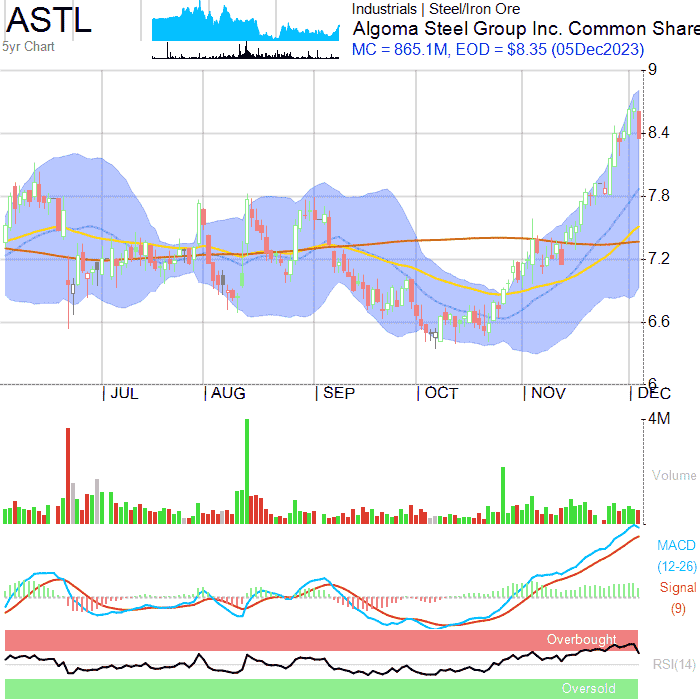 ASTL
5yr Chart
Industrials | Steel/Iron Ore
Algoma Steel Group Inc. Common Share
MC = 865.1M, EOD = $8.35 (05Dec2023)
9
8.4
7.8
7.2
6.6
6
JUL AUG SEP OCT NOV DEC
4M
Volume
MACD
(12-26)
Signal
(9)
Overbought
RSI(14)
Oversold